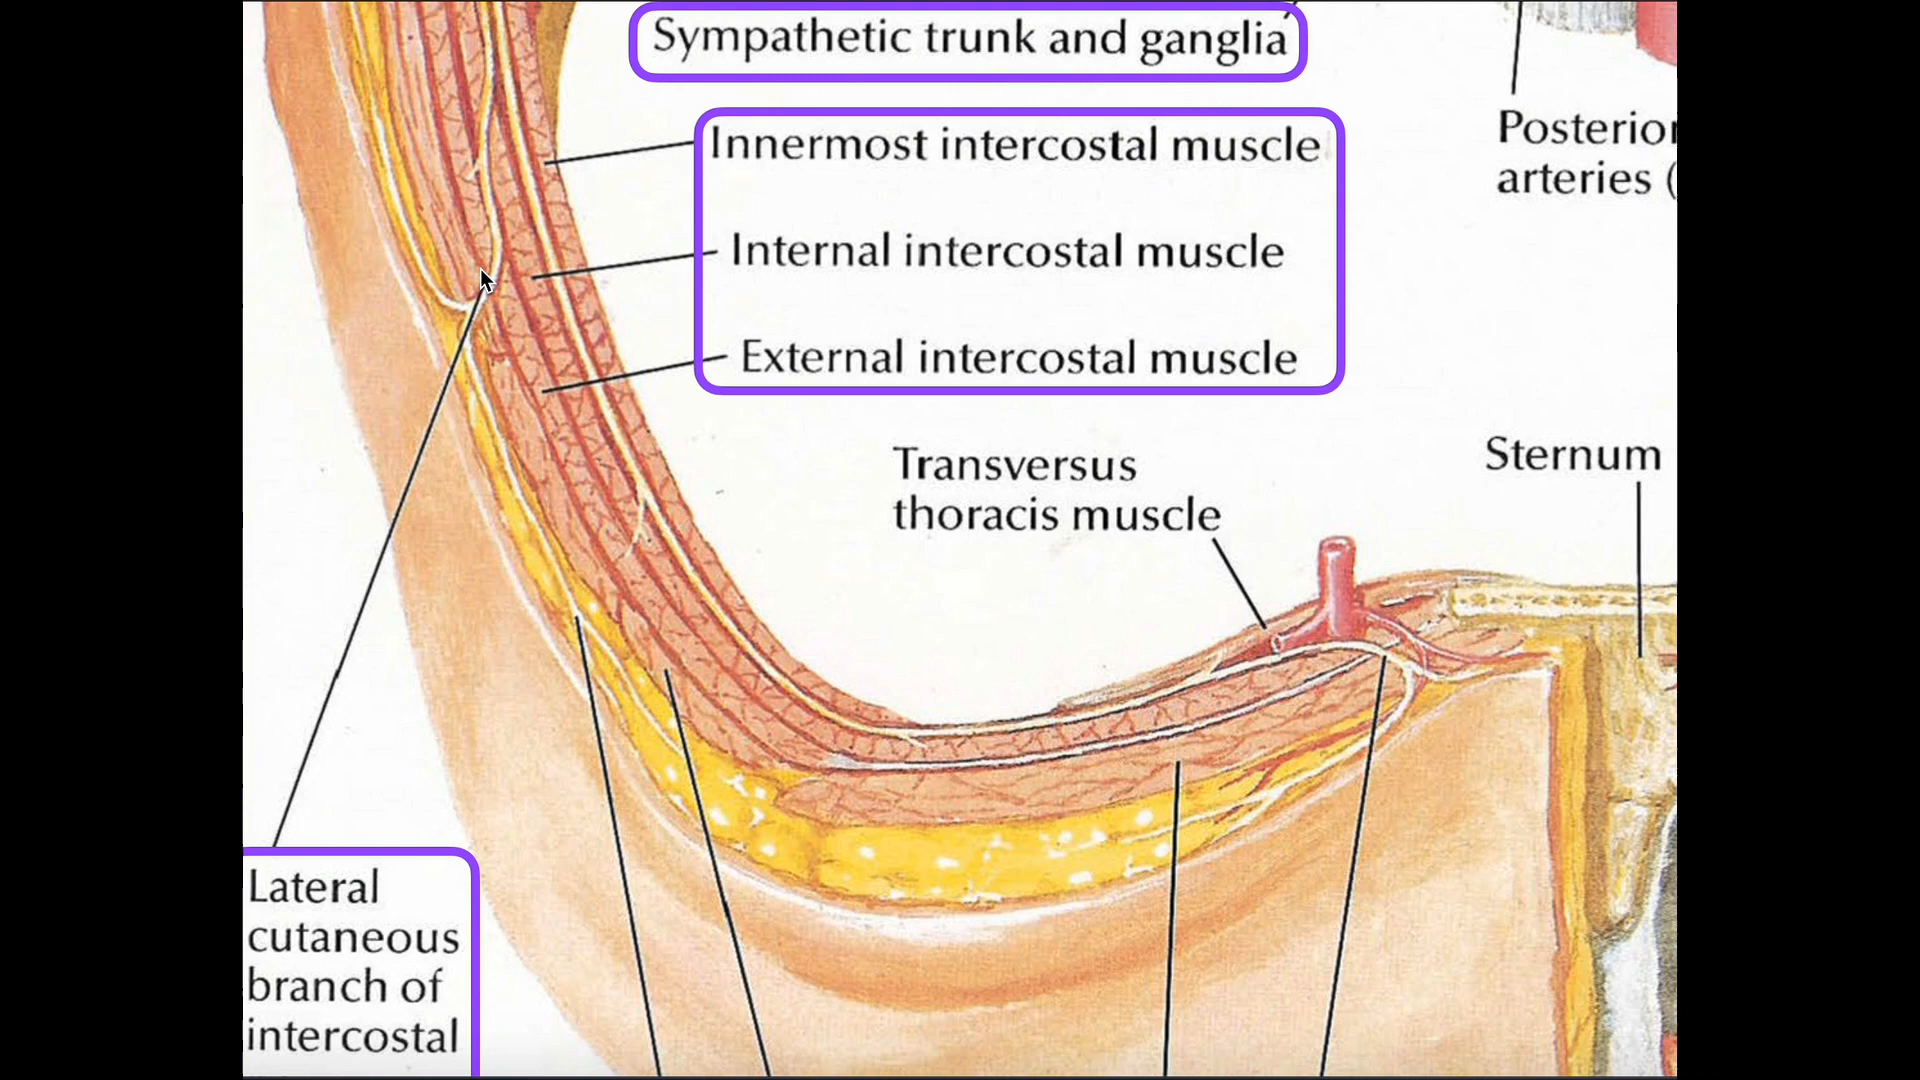 Sympathetic trunk and ganglia
Innermost intercostal muscle
Internal intercostal muscle
External intercostal muscle
Posterior
arteries (
Transversus
thoracis muscle
Sternum
Lateral
cutaneous
branch of
intercostal